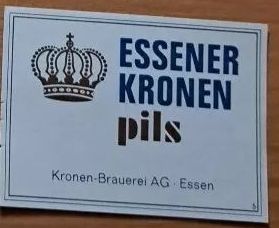 ESSENER
KRONEN
pils
Kronen-Brauerei AG · Essen